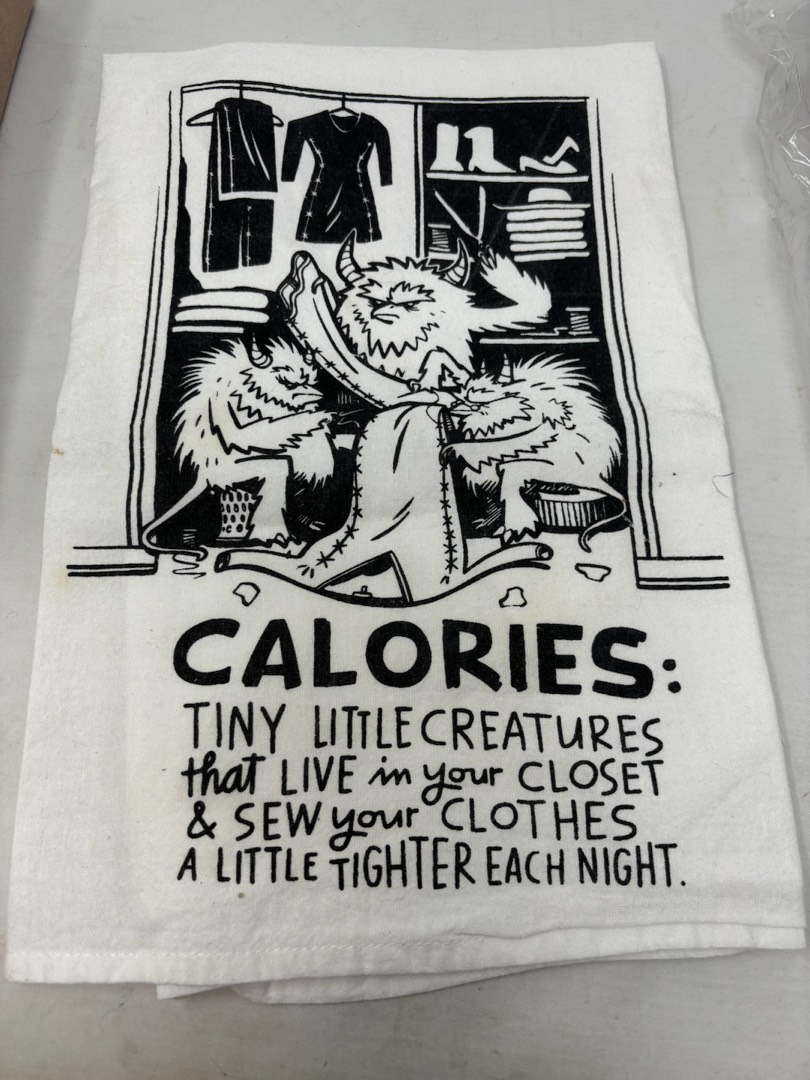 CALORIES:
TINY LITTLE CREATURES
that LIVE in your CLOSET
& SEW your CLOTHES
A LITTLE TIGHTER EACH NIGHT.